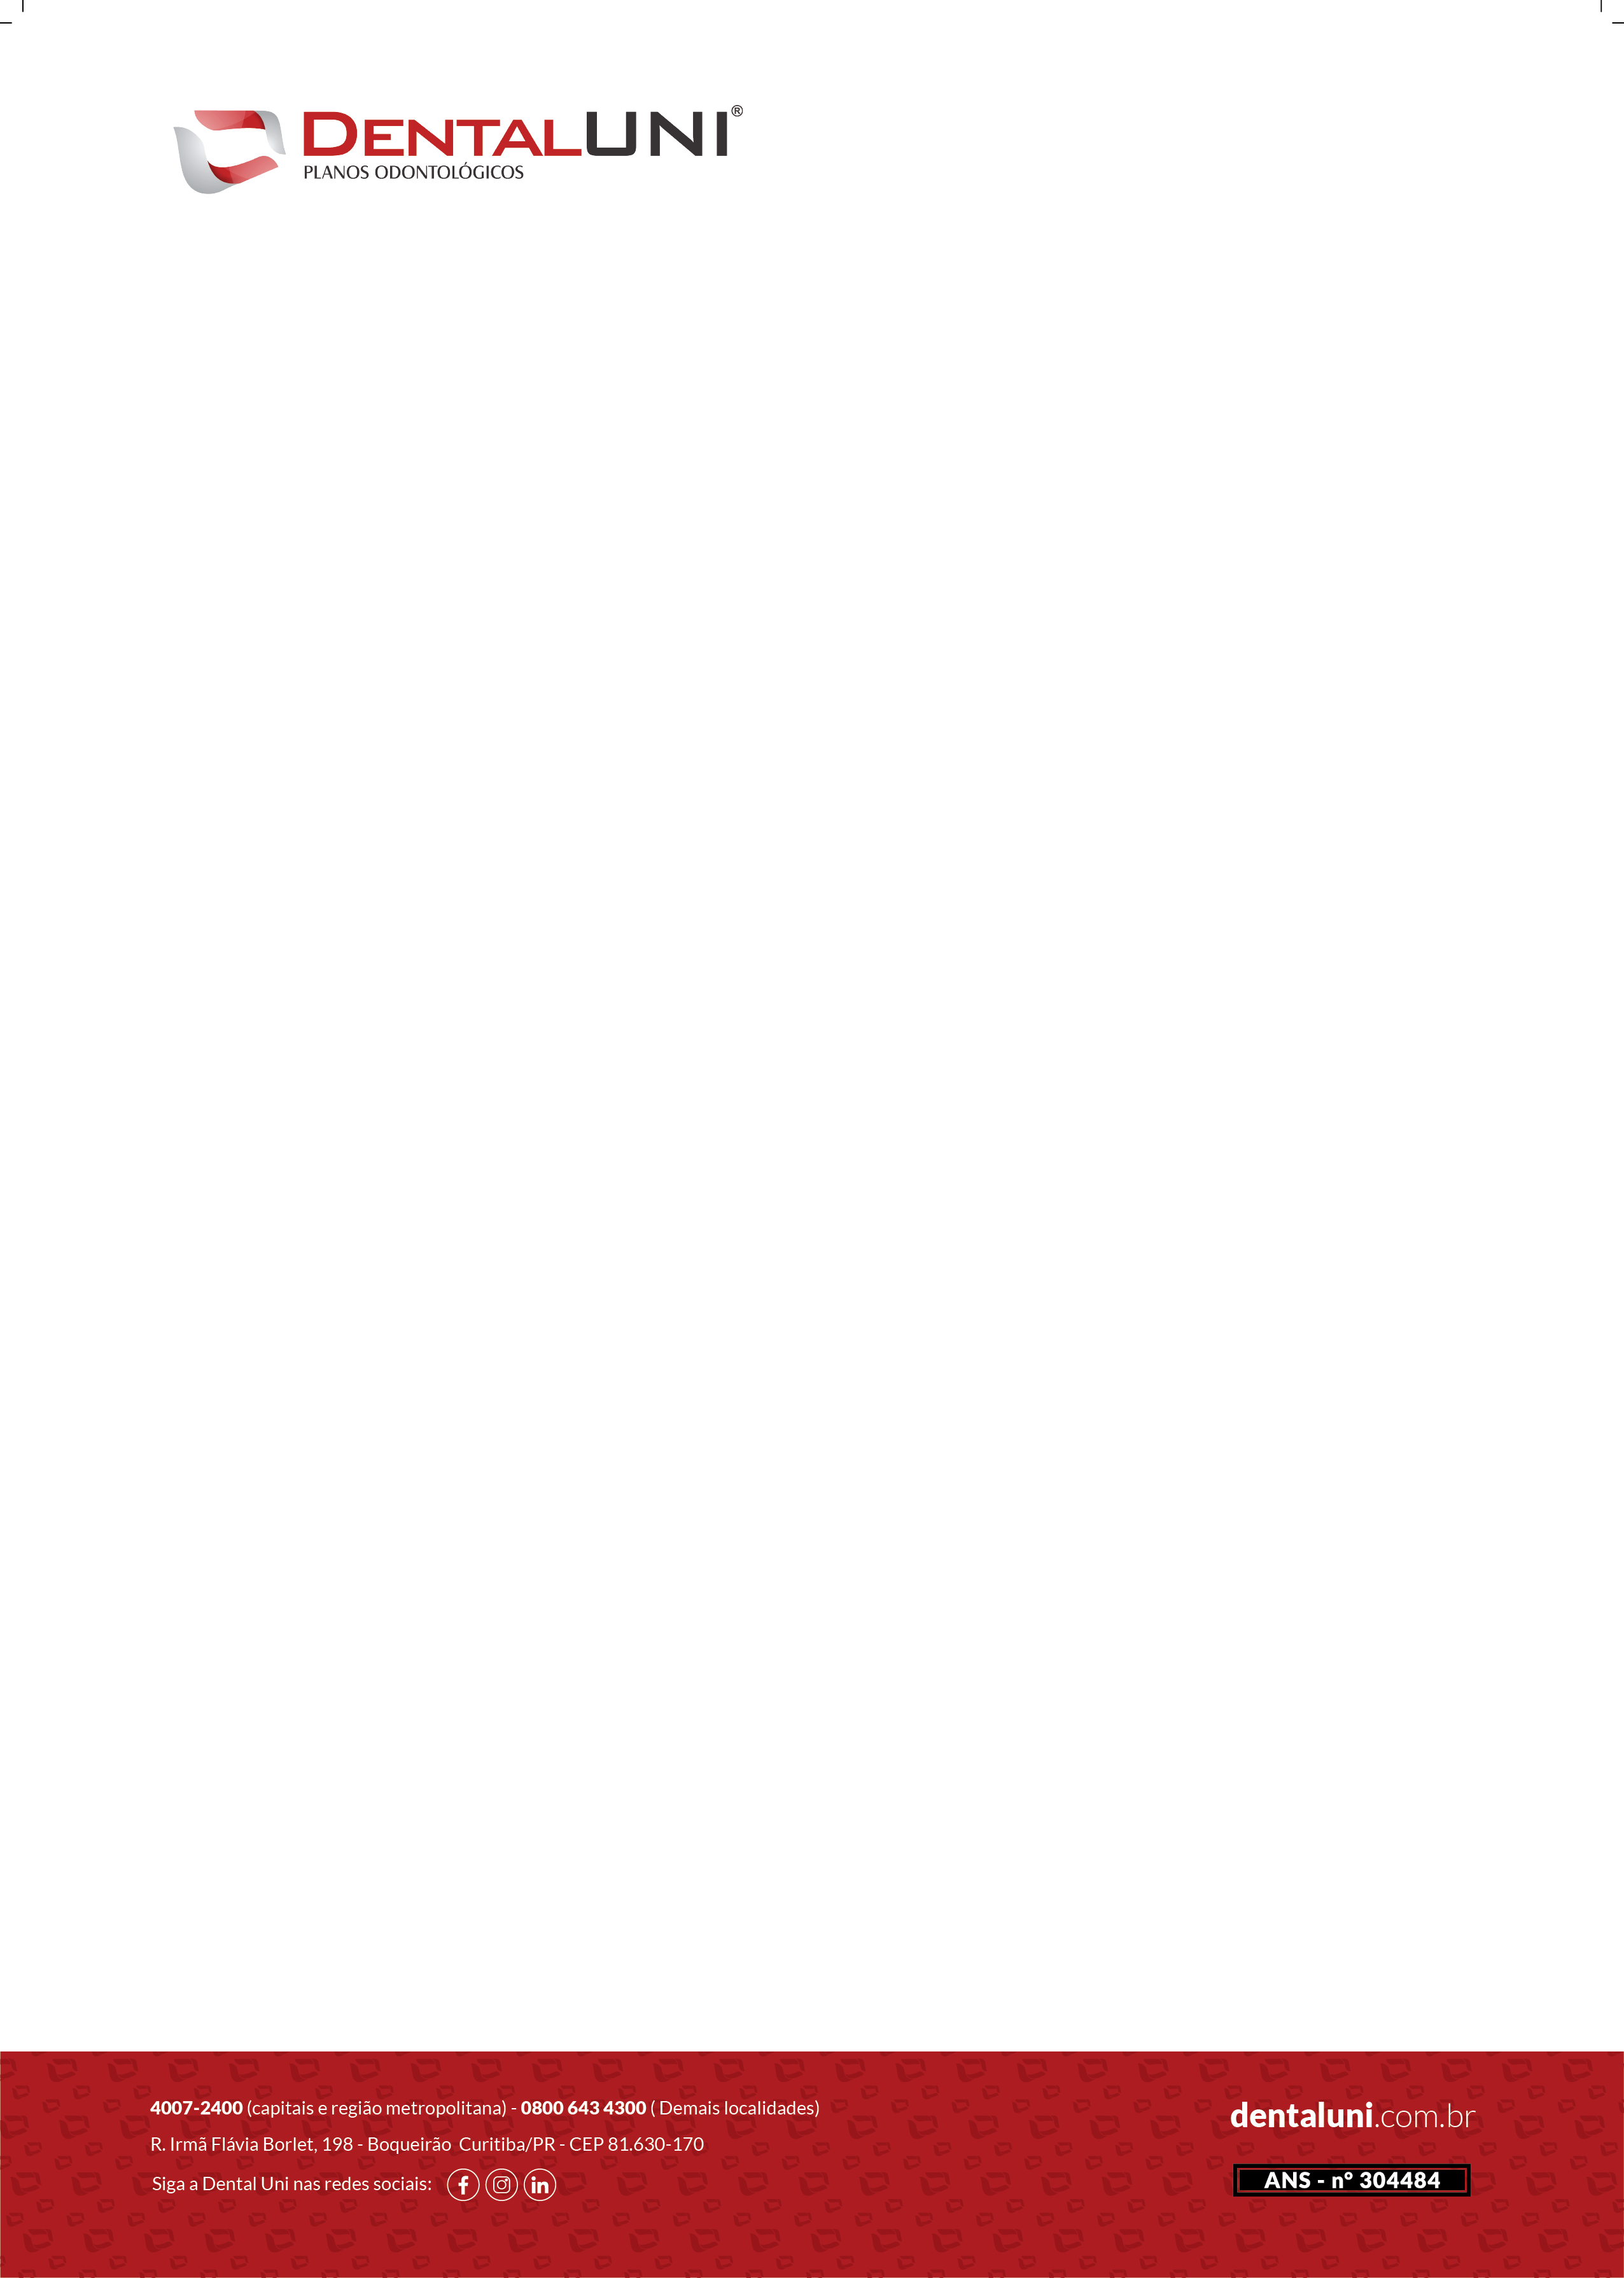 DENTALUNI®
PLANOS ODONTOLÓGICOS
4007-2400 (capitais e região metropolitana) - 0800 643 4300 ( Demais localidades)
R. Irmã Flávia Borlet, 198 - Boqueirão  Curitiba/PR - CEP 81.630-170
Siga a Dental Uni nas redes sociais:
dentaluni.com.br
ANS - nº 304484